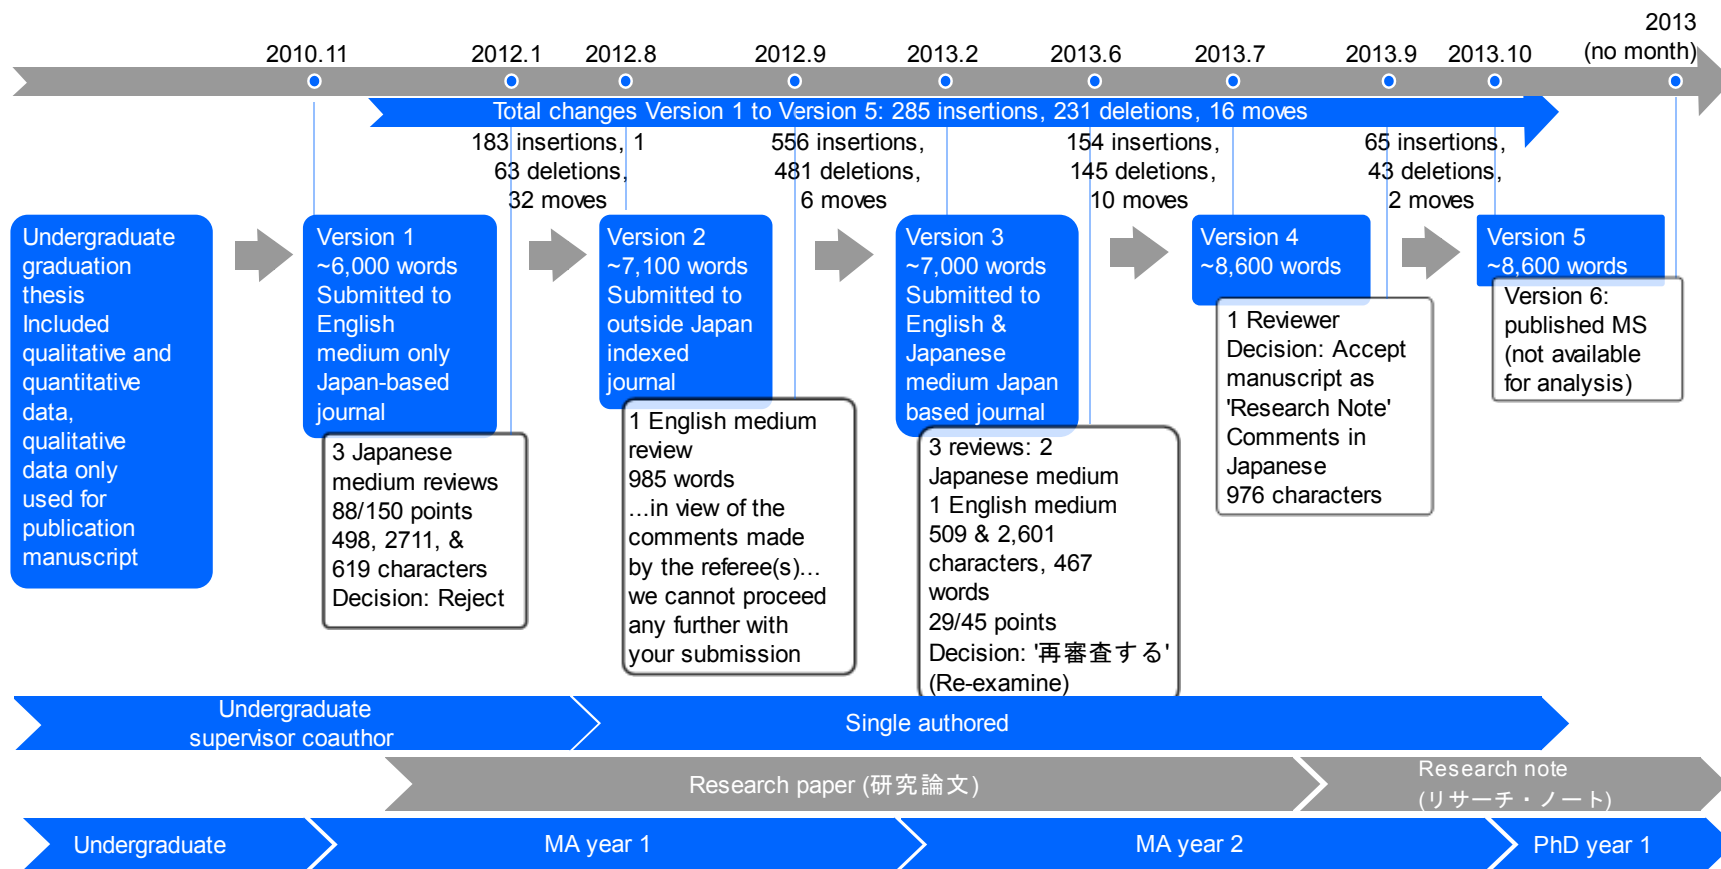 2010.11
2012.1
2012.8
2012.9
2013.2
2013.6
2013.7
2013.9
2013.10
2013
(no month)
Total changes Version 1 to Version 5: 285 insertions, 231 deletions, 16 moves
183 insertions, 1
63 deletions,
32 moves
556 insertions,
481 deletions,
6 moves
154 insertions,
145 deletions,
10 moves
65 insertions,
43 deletions,
2 moves
Undergraduate
graduation
thesis
Included
qualitative and
quantitative
data,
qualitative
data only
used for
publication
manuscript
Version 1
~6,000 words
Submitted to
English
medium only
Japan-based
journal
3 Japanese
medium reviews
88/150 points
498, 2711, &
619 characters
Decision: Reject
Version 2
~7,100 words
Submitted to
outside Japan
indexed
journal
1 English medium
review
985 words
...in view of the
comments made
by the referee(s)...
we cannot proceed
any further with
your submission
Version 3
~7,000 words
Submitted to
English &
Japanese
medium Japan
based journal
3 reviews: 2
Japanese medium
1 English medium
509 & 2,601
characters, 467
words
29/45 points
Decision: '再審査する'
(Re-examine)
Version 4
~8,600 words
1 Reviewer
Decision: Accept
manuscript as
'Research Note'
Comments in
Japanese
976 characters
Version 5
~8,600 words
Version 6:
published MS
(not available
for analysis)
Undergraduate
supervisor coauthor
Single authored
Research paper (研究論文)
Research note
(リサーチ・ノート)
Undergraduate
MA year 1
MA year 2
PhD year 1